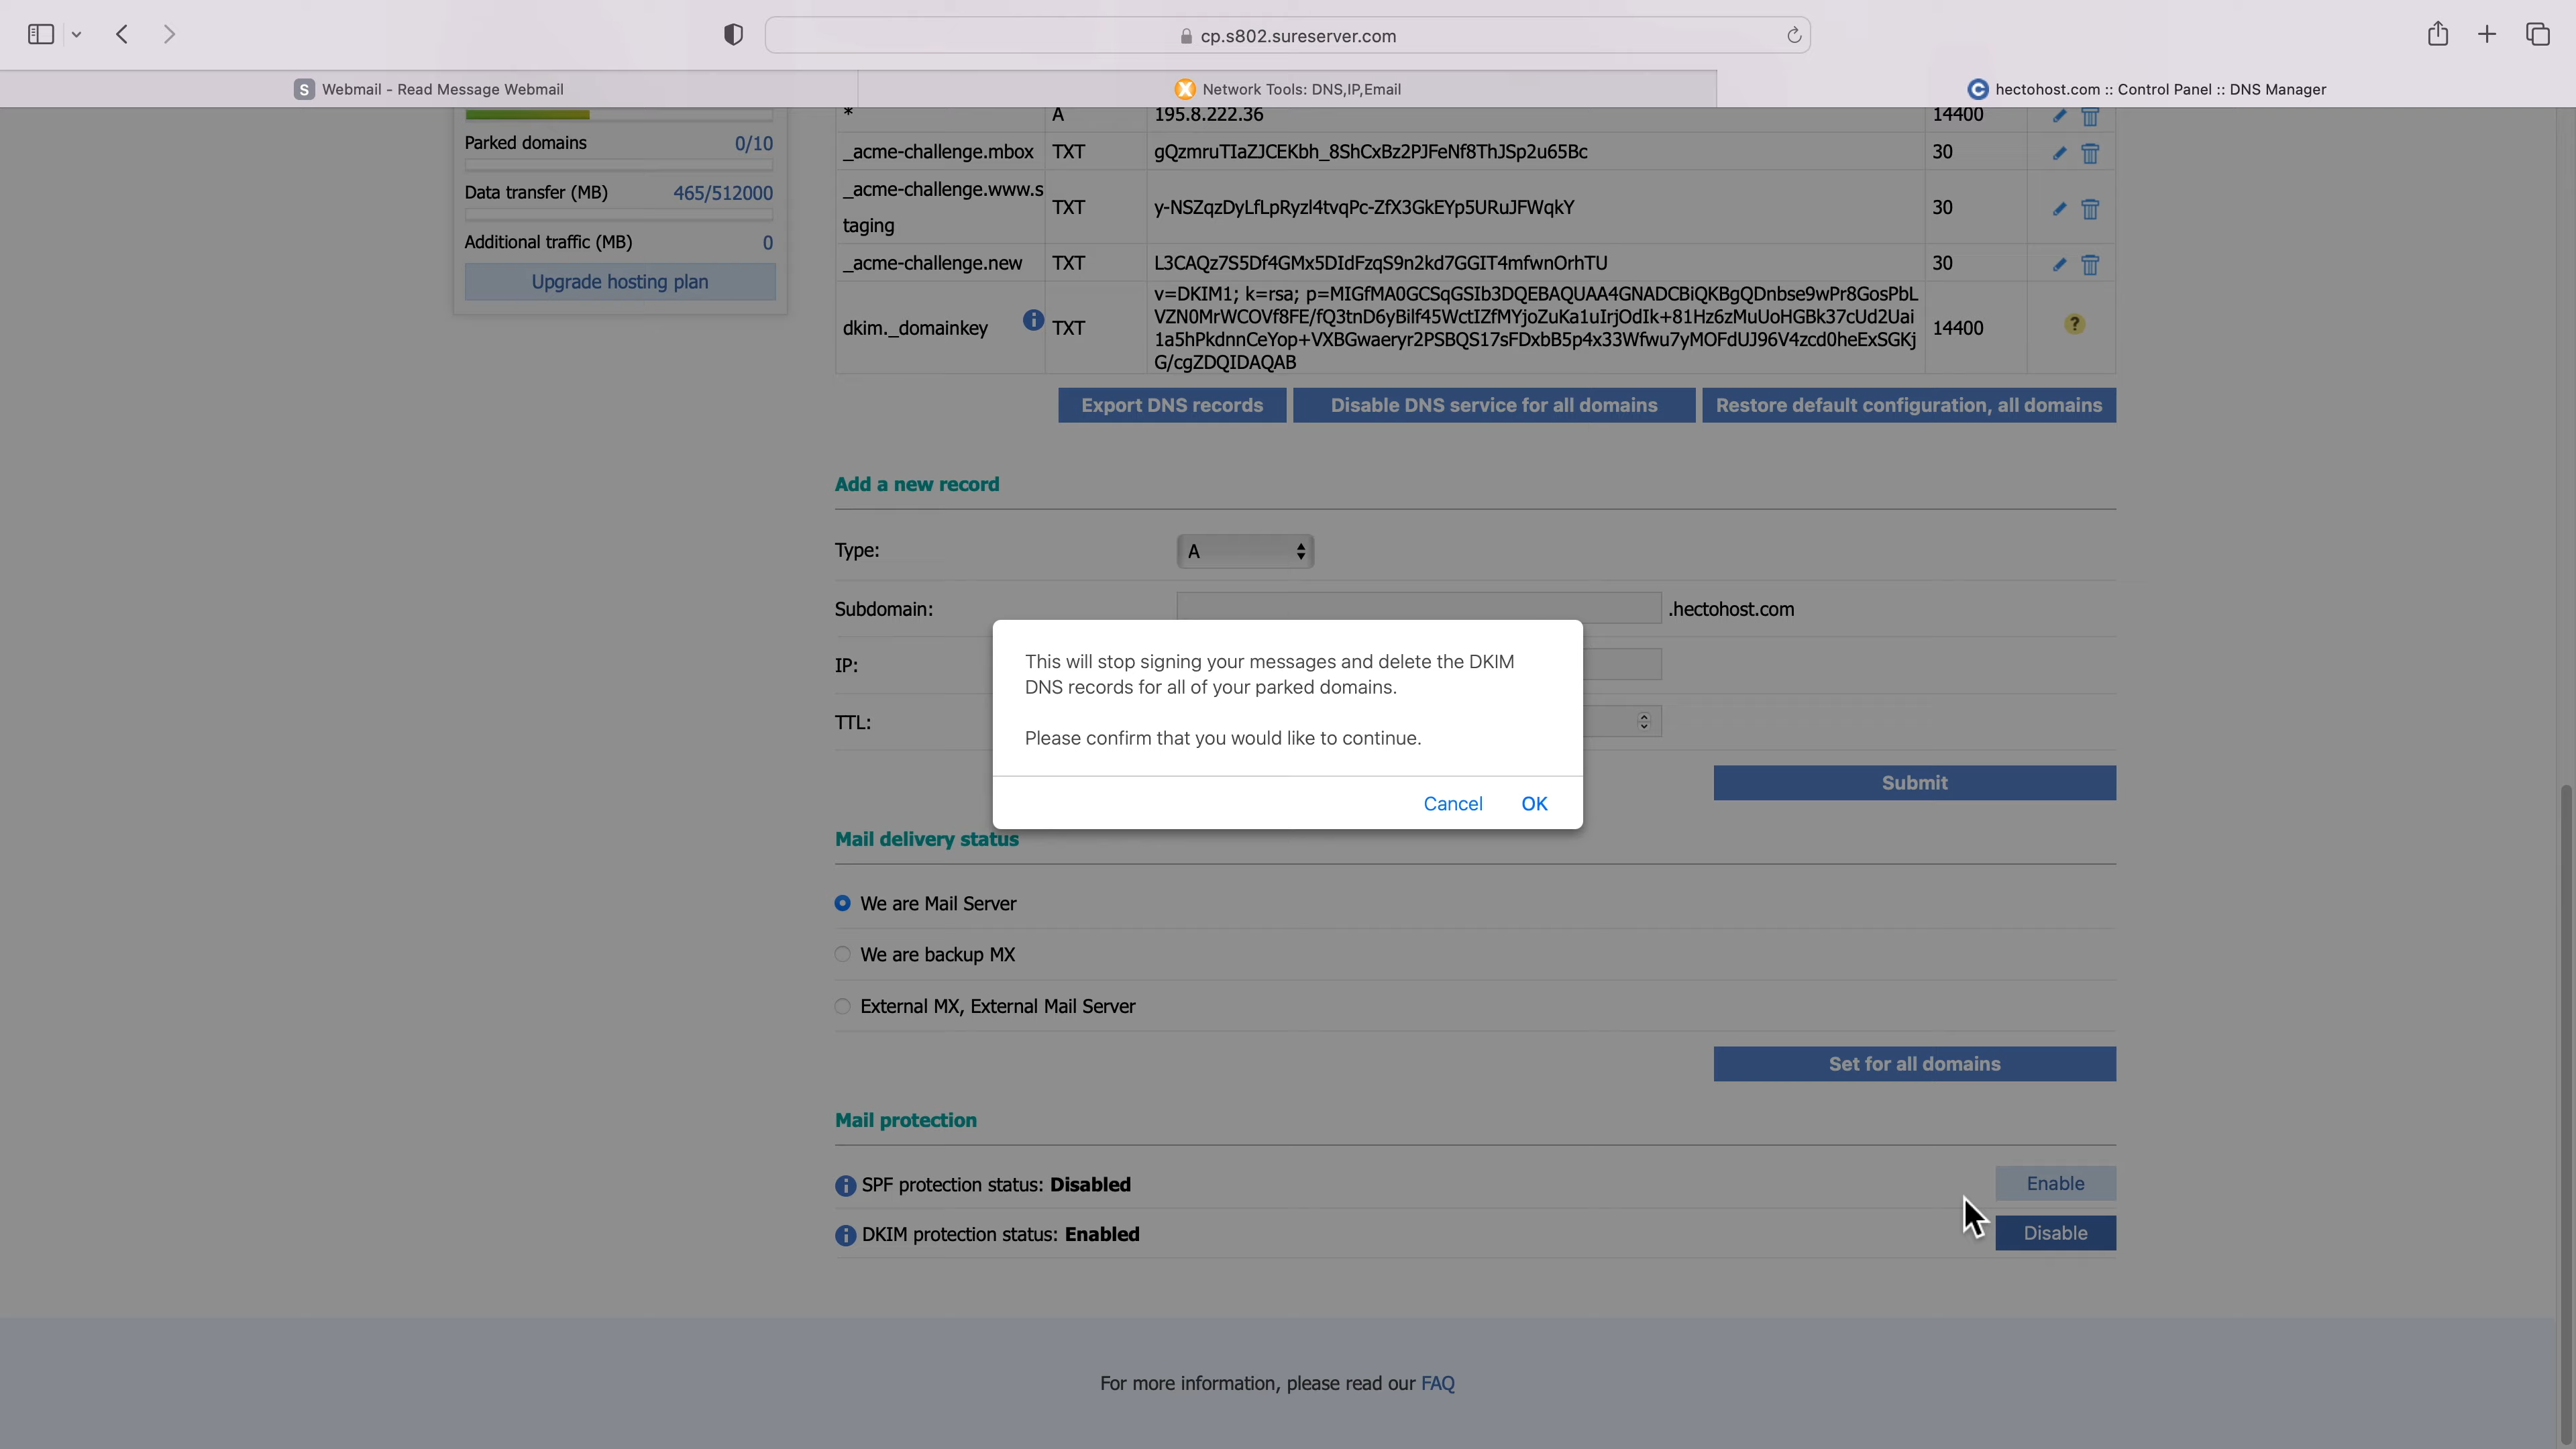 cp.s802.sureserver.com
S Webmail - Read Message Webmail
Network Tools: DNS,IP,Email
C hectohost.com :: Control Panel :: DNS Manager
Parked domains 0/10
Data transfer (MB) 465/512000
Additional traffic (MB) 0
Upgrade hosting plan
* A 195.8.222.36 14400
_acme-challenge.mbox TXT gQzmruTIaZJCEKbh_8ShCxBz2PJFeNf8ThJSp2u65Bc 30
_acme-challenge.www.s
taging
TXT y-NSZqzDyLfLpRyzl4tvqPc-ZfX3GkEYp5URuJFWqkY 30
_acme-challenge.new TXT L3CAQz7S5Df4GMx5DIdFzqS9n2kd7GGIT4mfwnOrhTU 30
dkim._domainkey i TXT
v=DKIM1; k=rsa; p=MIGfMA0GCSqGSIb3DQEBAQUAA4GNADCBiQKBgQDnbse9wPr8GosPbL
VZN0MrWCOVf8FE/fQ3tnD6yBilf45WctIZfMYjoZuKa1uIrjOdIk+81Hz6zMuUoHGBk37cUd2Uai
1a5hPkdnnCeYop+VXBGwaeryr2PSBQS17sFDxbB5p4x33Wfwu7yMOFdUJ96V4zcd0heExSGKj
G/cgZDQIDAQAB
14400 ?
Export DNS records
Disable DNS service for all domains
Restore default configuration, all domains
Add a new record
Type: A
Subdomain: .hectohost.com
IP:
TTL:
This will stop signing your messages and delete the DKIM
DNS records for all of your parked domains.
Please confirm that you would like to continue.
Cancel OK
Submit
Mail delivery status
We are Mail Server
We are backup MX
External MX, External Mail Server
Set for all domains
Mail protection
i SPF protection status: Disabled Enable
i DKIM protection status: Enabled Disable
For more information, please read our FAQ